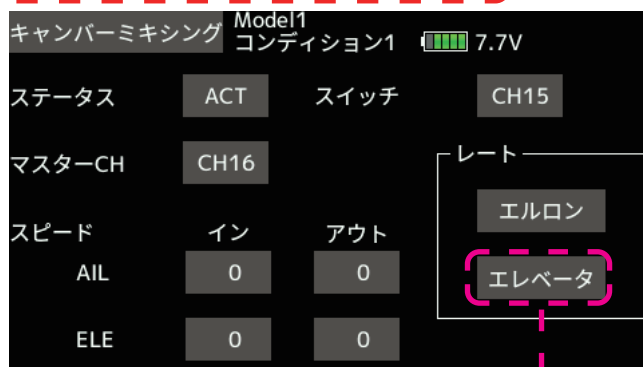 キャンバーミキシング
Model1
コンディション1 7.7V
ステータス ACT スイッチ CH15
マスターCH CH16
レート
エルロン
スピード イン アウト
AIL 0 0
エレベータ
ELE 0 0